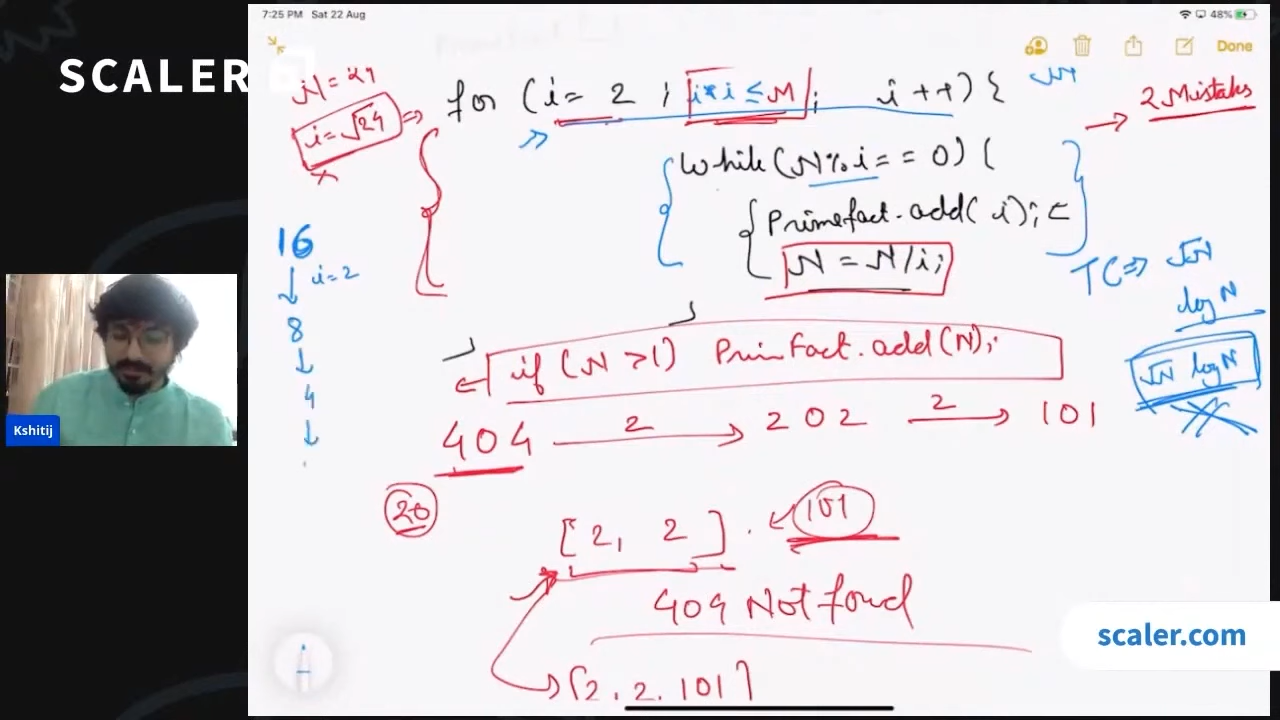 7:25 PM Sat 22 Aug
48%
Done
SCALER
N = 24
i = √24 ⇒
for (i = 2 ; i*i ≤ N ; i++) {
√N
→ 2 Mistakes
While(N%i == 0) {
Primefact.add(i);
N = N/i;
TC ⇒ √N
log N
√N log N
if (N >1) PrimFact.add(N);
16
i=2
8
4
404 2 → 202 2 → 101
20
[2, 2] . 101
404 Not found
[2, 2, 101]
Kshitij
scaler.com